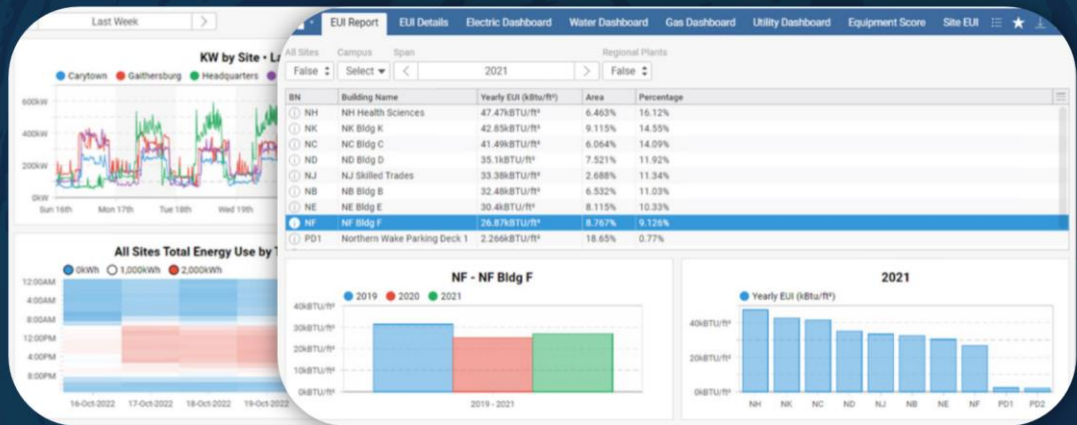 Last Week >
KW by Site • La
Carytown Gaithersburg Headquarters
600kW
400kW
200kW
0kW
Sun 16th Mon 17th Tue 18th Wed 19th
All Sites Total Energy Use by T
0kWh 1,000kWh 2,000kWh
12:00AM
4:00AM
8:00AM
12:00PM
4:00PM
8:00PM
16-Oct-2022 17-Oct-2022 18-Oct-2022 19-Oct-2022
EUI Report EUI Details Electric Dashboard Water Dashboard Gas Dashboard Utility Dashboard Equipment Score Site EUI
All Sites Campus Span Regional Plants
False Select < 2021 > False
BN Building Name Yearly EUI (kBtu/ft²) Area Percentage
NH NH Health Sciences 47.47kBTU/ft² 6.463% 16.12%
NK NK Bldg K 42.85kBTU/ft² 9.115% 14.55%
NC NC Bldg C 41.49kBTU/ft² 6.064% 14.09%
ND ND Bldg D 35.1kBTU/ft² 7.521% 11.92%
NJ NJ Skilled Trades 33.38kBTU/ft² 2.688% 11.34%
NB NB Bldg B 32.48kBTU/ft² 6.532% 11.03%
NE NE Bldg E 30.4kBTU/ft² 8.115% 10.33%
NF NF Bldg F 26.87kBTU/ft² 8.767% 9.126%
PD1 Northern Wake Parking Deck 1 2.266kBTU/ft² 18.65% 0.77%
NF - NF Bldg F
2019 2020 2021
40kBTU/ft²
30kBTU/ft²
20kBTU/ft²
10kBTU/ft²
0kBTU/ft²
2019 - 2021
2021
Yearly EUI (kBtu/ft²)
40kBTU/ft²
20kBTU/ft²
0kBTU/ft²
NH NK NC ND NJ NB NE NF PD1 PD2